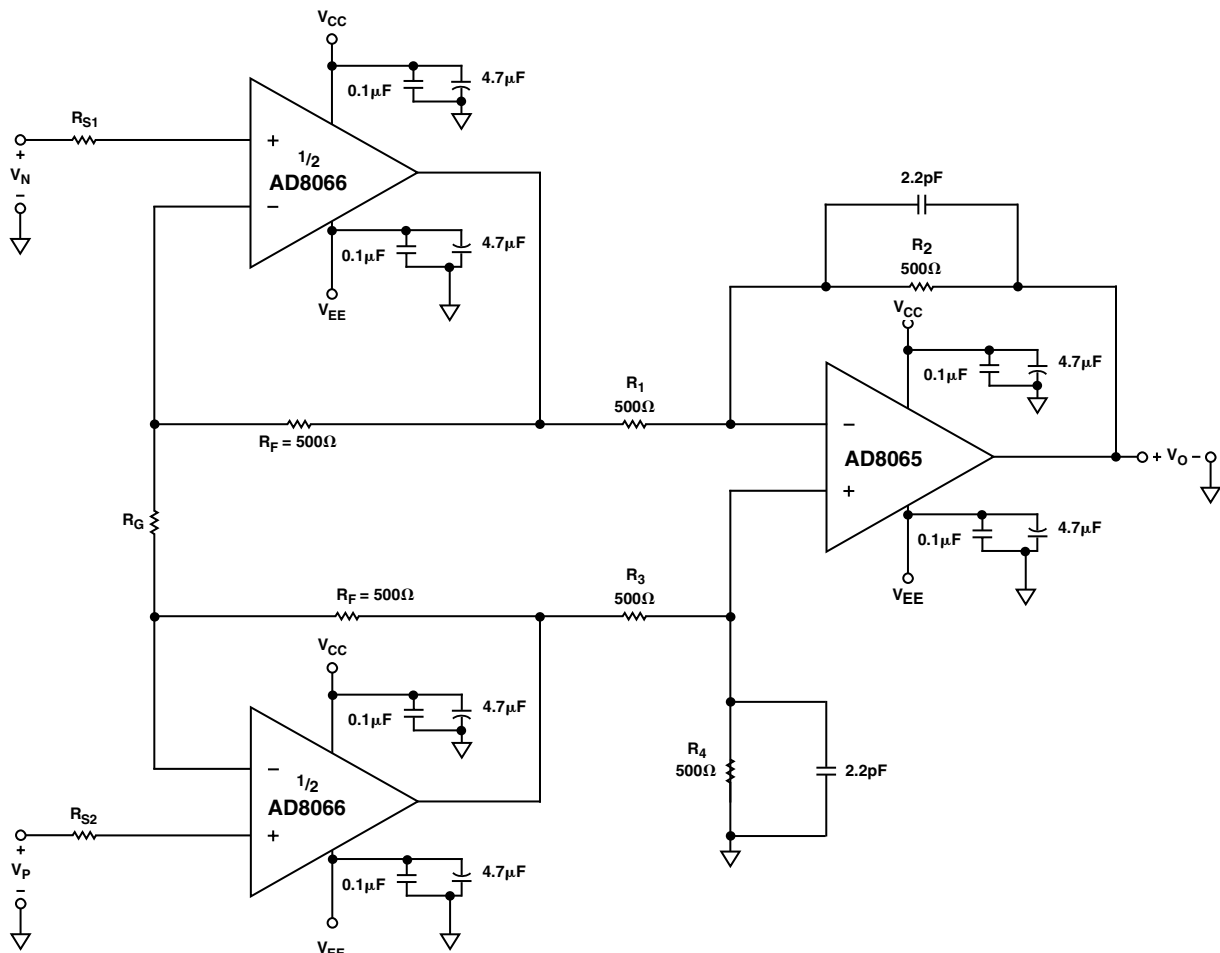 VCC
0.1μF
4.7μF
RS1
+
VN
−
+
1/2
AD8066
−
0.1μF
4.7μF
VEE
2.2pF
R2
500Ω
VCC
0.1μF
4.7μF
R1
500Ω
RF = 500Ω
−
AD8065
+
+ VO −
RG
0.1μF
4.7μF
VEE
R3
500Ω
RF = 500Ω
VCC
0.1μF
4.7μF
R4
500Ω
2.2pF
−
1/2
AD8066
+
RS2
+
VP
−
0.1μF
4.7μF
VEE